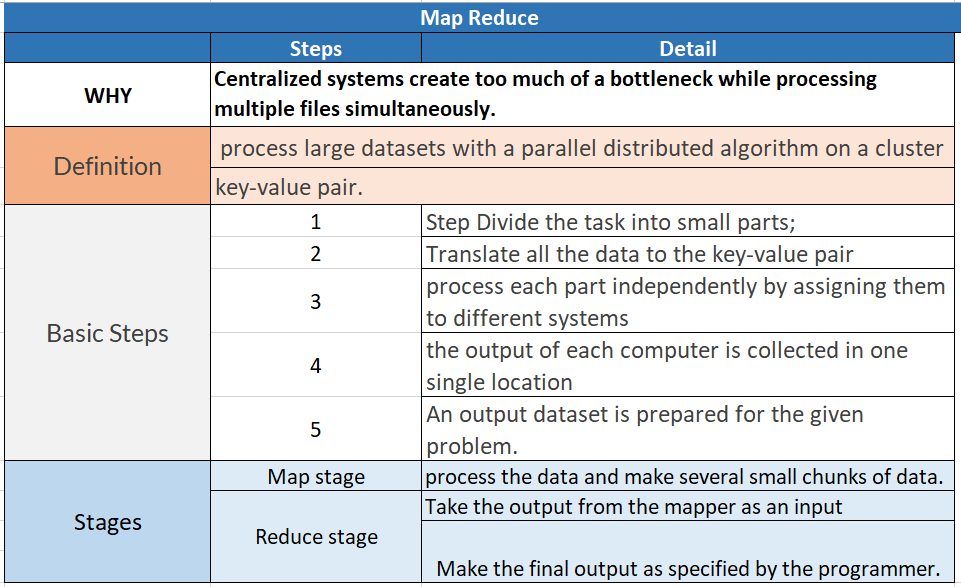 Map Reduce
Steps
Detail
WHY
Centralized systems create too much of a bottleneck while processing
multiple files simultaneously.
Definition
process large datasets with a parallel distributed algorithm on a cluster
key-value pair.
Basic Steps
1
Step Divide the task into small parts;
2
Translate all the data to the key-value pair
3
process each part independently by assigning them
to different systems
4
the output of each computer is collected in one
single location
5
An output dataset is prepared for the given
problem.
Stages
Map stage
process the data and make several small chunks of data.
Reduce stage
Take the output from the mapper as an input
Make the final output as specified by the programmer.